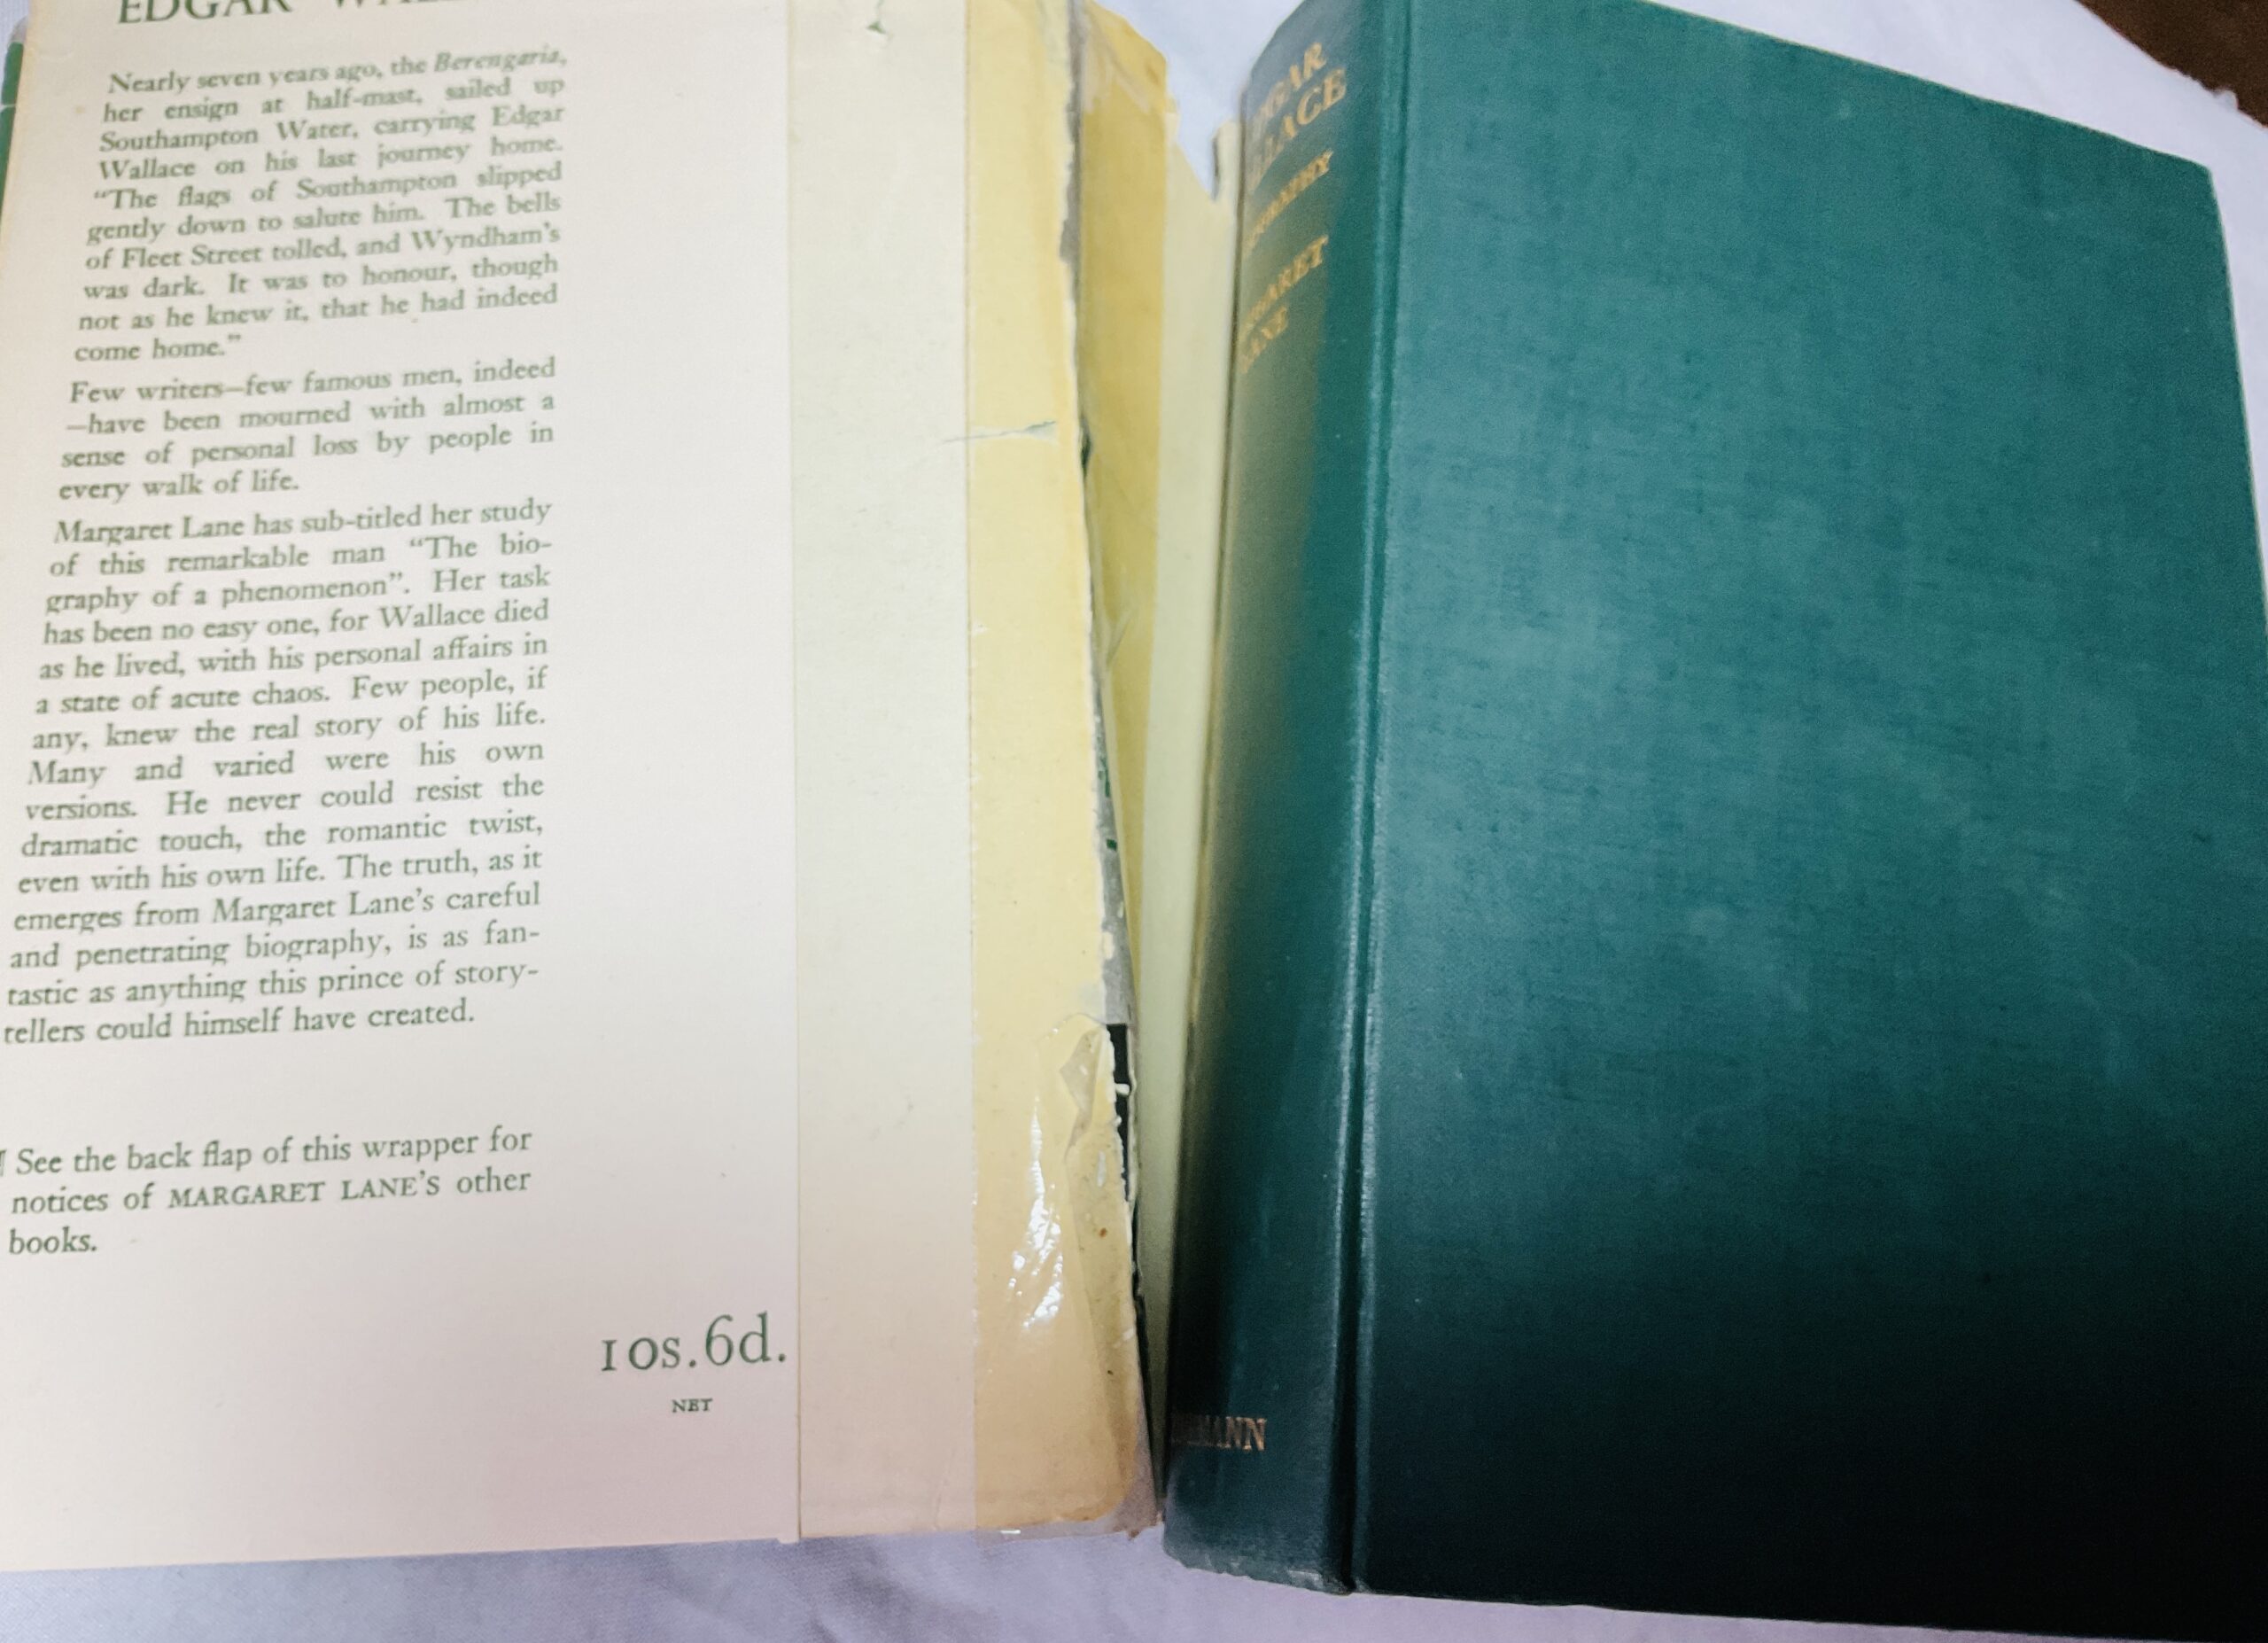 EDGAR
Nearly seven years ago, the Berengaria,
her ensign at half-mast, sailed up
Southampton Water, carrying Edgar
Wallace on his last journey home.
“The flags of Southampton slipped
gently down to salute him. The bells
of Fleet Street tolled, and Wyndham’s
was dark. It was to honour, though
not as he knew it, that he had indeed
come home.”
Few writers—few famous men, indeed
—have been mourned with almost a
sense of personal loss by people in
every walk of life.
Margaret Lane has sub-titled her study
of this remarkable man “The bio-
graphy of a phenomenon”. Her task
has been no easy one, for Wallace died
as he lived, with his personal affairs in
a state of acute chaos. Few people, if
any, knew the real story of his life.
Many and varied were his own
versions. He never could resist the
dramatic touch, the romantic twist,
even with his own life. The truth, as it
emerges from Margaret Lane’s careful
and penetrating biography, is as fan-
tastic as anything this prince of story-
tellers could himself have created.
See the back flap of this wrapper for
notices of MARGARET LANE’S other
books.
10s.6d.
NET